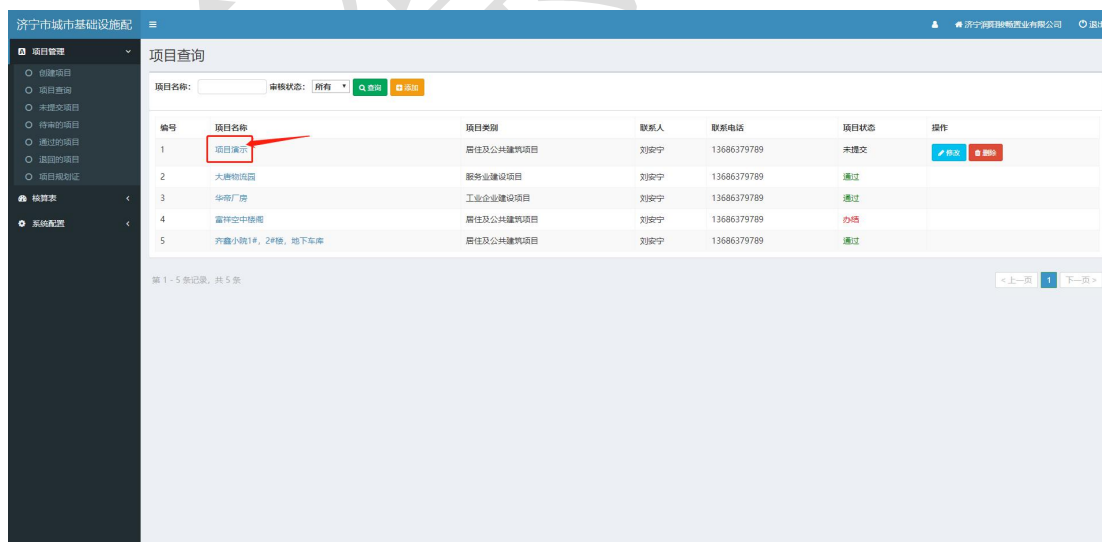 济宁市城市基础设施配
济宁润阳骏畅置业有限公司 退出
项目管理
创建项目
项目查询
未提交项目
待审的项目
通过的项目
退回的项目
项目规划证
核算表
系统配置
项目查询
项目名称: 审核状态: 所有 查询 添加
编号 项目名称 项目类别 联系人 联系电话 项目状态 操作
1 项目演示 居住及公共建筑项目 刘安宁 13686379789 未提交 修改 删除
2 大唐物流园 服务业建设项目 刘安宁 13686379789 通过
3 华帝厂房 工业企业建设项目 刘安宁 13686379789 通过
4 富祥空中楼阁 居住及公共建筑项目 刘安宁 13686379789 办结
5 齐鑫小院1#, 2#楼, 地下车库 居住及公共建筑项目 刘安宁 13686379789 通过
第 1 - 5 条记录, 共 5 条
< 上一页 1 下一页 >